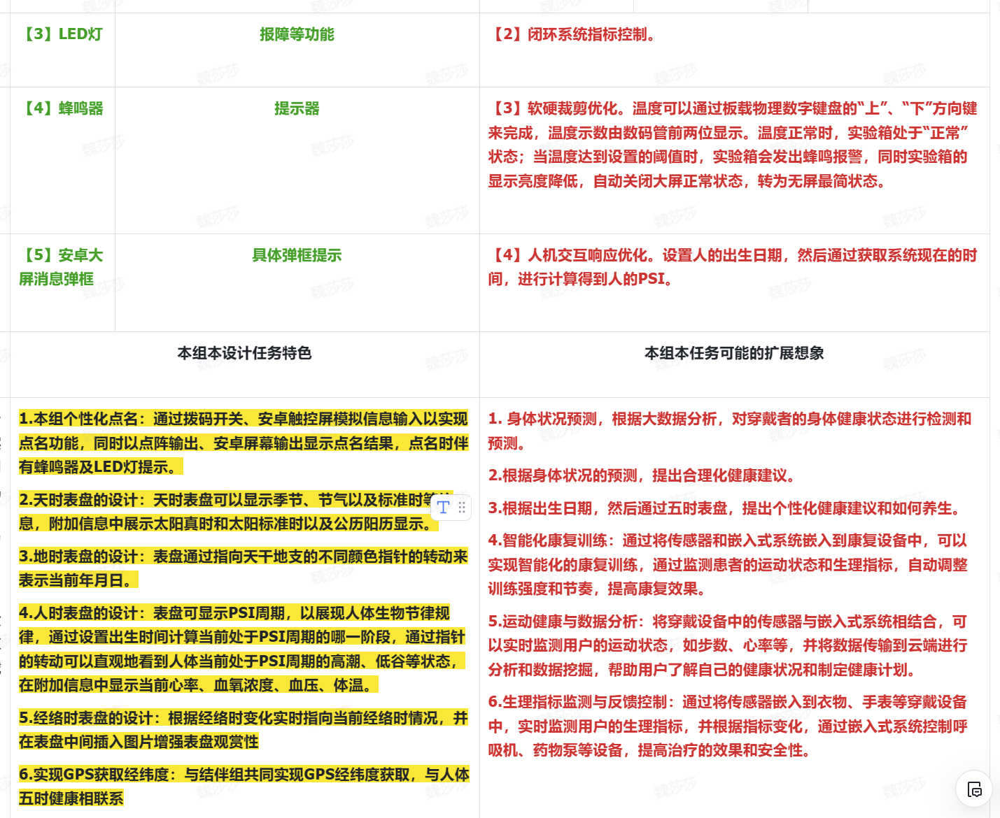 【3】LED灯
报障等功能
【2】闭环系统指标控制。
【4】蜂鸣器
提示器
【3】软硬裁剪优化。温度可以通过板载物理数字键盘的“上”、“下”方向键
来完成，温度示数由数码管前两位显示。温度正常时，实验箱处于“正常”
状态；当温度达到设置的阈值时，实验箱会发出蜂鸣报警，同时实验箱的
显示亮度降低，自动关闭大屏正常状态，转为无屏最简状态。
【5】安卓大
屏消息弹框
具体弹框提示
【4】人机交互响应优化。设置人的出生日期，然后通过获取系统现在的时
间，进行计算得到人的PSI。
本组本设计任务特色
本组本任务可能的扩展想象
1.本组个性化点名：通过拨码开关、安卓触控屏模拟信息输入以实现
点名功能，同时以点阵输出、安卓屏幕输出显示点名结果，点名时伴
有蜂鸣器及LED灯提示。
2.天时表盘的设计：天时表盘可以显示季节、节气以及标准时等
息，附加信息中展示太阳真时和太阳标准时以及公历阳历显示。
3.地时表盘的设计：表盘通过指向天干地支的不同颜色指针的转动来
表示当前年月日。
4.人时表盘的设计：表盘可显示PSI周期，以展现人体生物节律规
律，通过设置出生时间计算当前处于PSI周期的哪一阶段，通过指针
的转动可以直观地看到人体当前处于PSI周期的高潮、低谷等状态，
在附加信息中显示当前心率、血氧浓度、血压、体温。
5.经络时表盘的设计：根据经络时变化实时指向当前经络时情况，并
在表盘中间插入图片增强表盘观赏性
6.实现GPS获取经纬度：与结伴组共同实现GPS经纬度获取，与人体
五时健康相联系
1. 身体状况预测，根据大数据分析，对穿戴者的身体健康状态进行检测和
预测。
2.根据身体状况的预测，提出合理化健康建议。
3.根据出生日期，然后通过五时表盘，提出个性化健康建议和如何养生。
4.智能化康复训练：通过将传感器和嵌入式系统嵌入到康复设备中，可以
实现智能化的康复训练，通过监测患者的运动状态和生理指标，自动调整
训练强度和节奏，提高康复效果。
5.运动健康与数据分析：将穿戴设备中的传感器与嵌入式系统相结合，可
以实时监测用户的运动状态，如步数、心率等，并将数据传输到云端进行
分析和数据挖掘，帮助用户了解自己的健康状况和制定健康计划。
6.生理指标监测与反馈控制：通过将传感器嵌入到衣物、手表等穿戴设备
中，实时监测用户的生理指标，并根据指标变化，通过嵌入式系统控制呼
吸机、药物泵等设备，提高治疗的效果和安全性。
魏莎莎